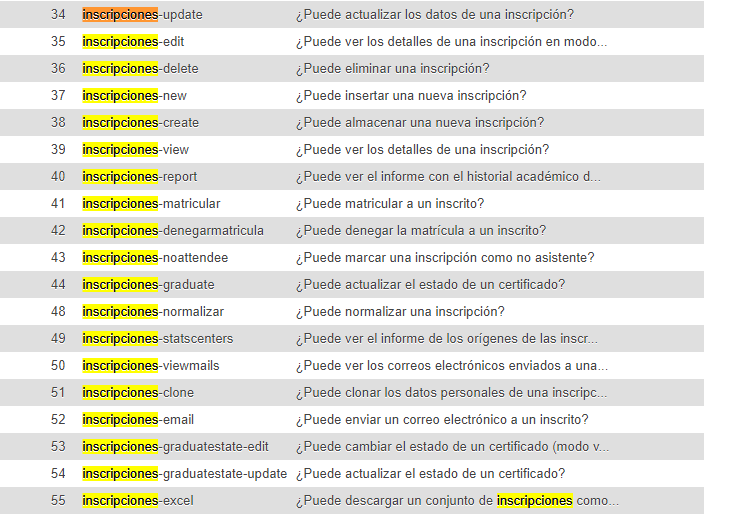 34 inscripciones-update ¿Puede actualizar los datos de una inscripción?
35 inscripciones-edit ¿Puede ver los detalles de una inscripción en modo...
36 inscripciones-delete ¿Puede eliminar una inscripción?
37 inscripciones-new ¿Puede insertar una nueva inscripción?
38 inscripciones-create ¿Puede almacenar una nueva inscripción?
39 inscripciones-view ¿Puede ver los detalles de una inscripción?
40 inscripciones-report ¿Puede ver el informe con el historial académico d...
41 inscripciones-matricular ¿Puede matricular a un inscrito?
42 inscripciones-denegarmatricula ¿Puede denegar la matrícula a un inscrito?
43 inscripciones-noattendee ¿Puede marcar una inscripción como no asistente?
44 inscripciones-graduate ¿Puede actualizar el estado de un certificado?
48 inscripciones-normalizar ¿Puede normalizar una inscripción?
49 inscripciones-statscenters ¿Puede ver el informe de los orígenes de las inscr...
50 inscripciones-viewmails ¿Puede ver los correos electrónicos enviados a una...
51 inscripciones-clone ¿Puede clonar los datos personales de una inscripc...
52 inscripciones-email ¿Puede enviar un correo electrónico a un inscrito?
53 inscripciones-graduatestate-edit ¿Puede cambiar el estado de un certificado (modo v...
54 inscripciones-graduatestate-update ¿Puede actualizar el estado de un certificado?
55 inscripciones-excel ¿Puede descargar un conjunto de inscripciones como...